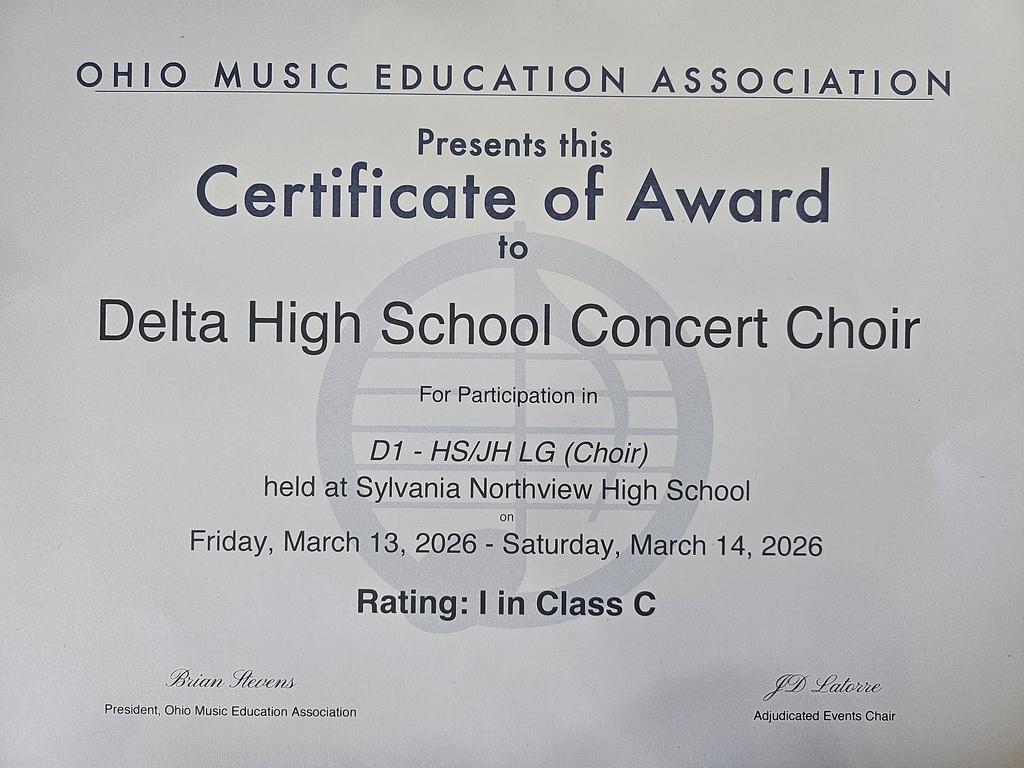 OHIO MUSIC EDUCATION ASSOCIATION
Presents this
Certificate of Award
to
Delta High School Concert Choir
For Participation in
D1 - HS/JH LG (Choir)
held at Sylvania Northview High School
on
Friday, March 13, 2026 - Saturday, March 14, 2026
Rating: I in Class C
Brian Stevens
President, Ohio Music Education Association
JD Latorre
Adjudicated Events Chair